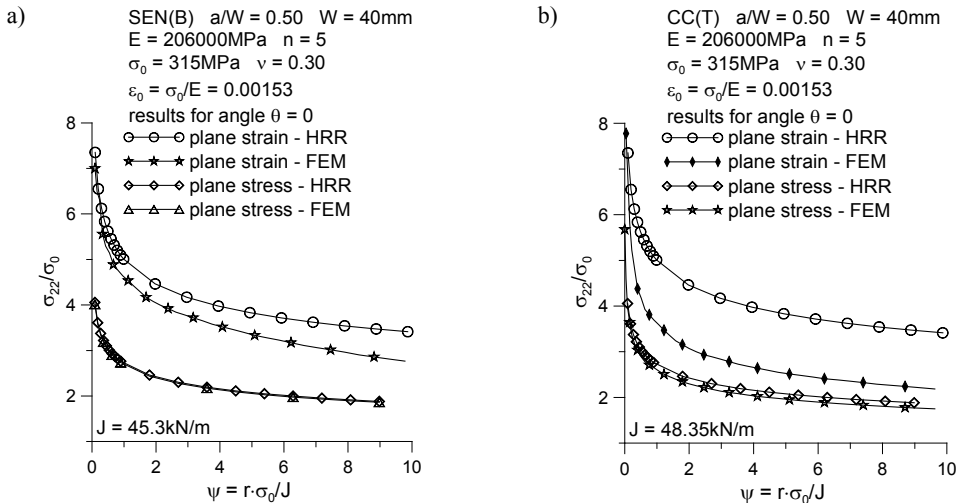 a)
SEN(B) a/W = 0.50 W = 40mm
E = 206000MPa n = 5
σ0 = 315MPa ν = 0.30
ε0 = σ0/E = 0.00153
results for angle θ = 0
plane strain - HRR
plane strain - FEM
plane stress - HRR
plane stress - FEM
8
6
4
2
σ22/σ0
J = 45.3kN/m
0 2 4 6 8 10
ψ = r·σ0/J
b)
CC(T) a/W = 0.50 W = 40mm
E = 206000MPa n = 5
σ0 = 315MPa ν = 0.30
ε0 = σ0/E = 0.00153
results for angle θ = 0
plane strain - HRR
plane strain - FEM
plane stress - HRR
plane stress - FEM
8
6
4
2
σ22/σ0
J = 48.35kN/m
0 2 4 6 8 10
ψ = r·σ0/J